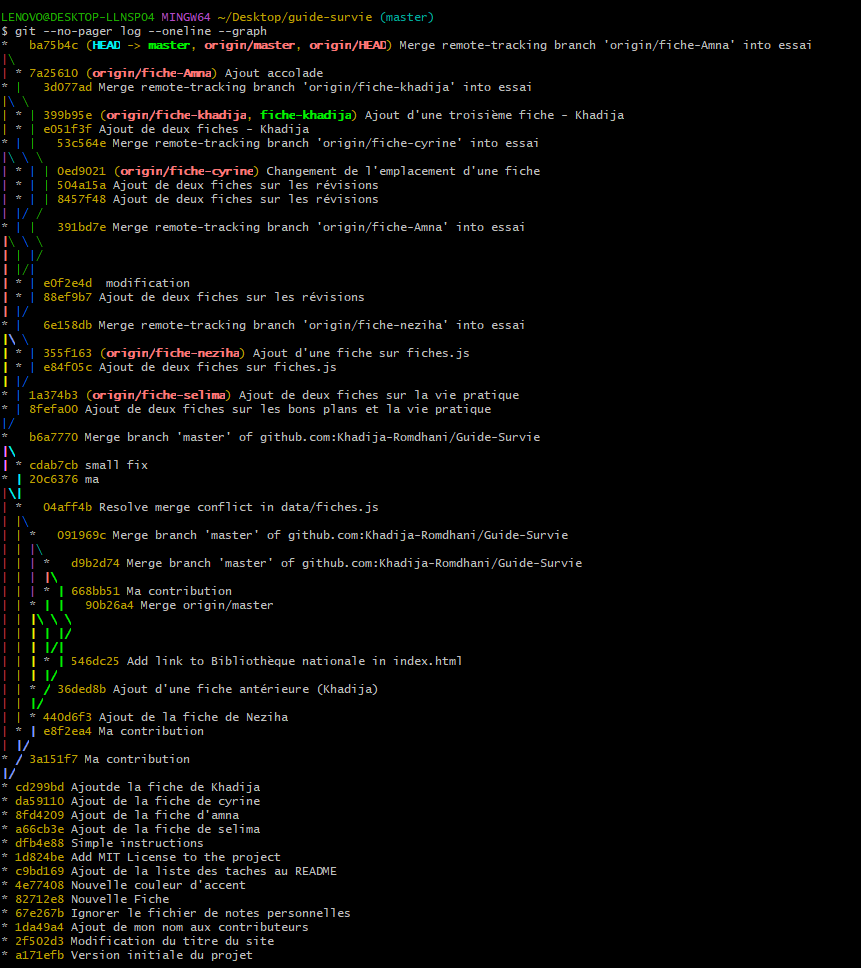 LENOVO@DESKTOP-LLNSPO4 MINGW64 ~/Desktop/guide-survie (master)
$ git --no-pager log --oneline --graph
*   ba75b4c (HEAD -> master, origin/master, origin/HEAD) Merge remote-tracking branch 'origin/fiche-Amna' into essai
|\
| * 7a25610 (origin/fiche-Amna) Ajout accolade
* |   3d077ad Merge remote-tracking branch 'origin/fiche-khadija' into essai
|\ \
| * | 399b95e (origin/fiche-khadija, fiche-khadija) Ajout d'une troisième fiche - Khadija
| * | e051f3f Ajout de deux fiches - Khadija
* | |   53c564e Merge remote-tracking branch 'origin/fiche-cyrine' into essai
|\ \ \
| * | | 0ed9021 (origin/fiche-cyrine) Changement de l'emplacement d'une fiche
| * | | 504a15a Ajout de deux fiches sur les révisions
| * | | 8457f48 Ajout de deux fiches sur les révisions
| |/ /
* | |   391bd7e Merge remote-tracking branch 'origin/fiche-Amna' into essai
|\ \ \
| | |/
| |/|
| * | e0f2e4d  modification
| * | 88ef9b7 Ajout de deux fiches sur les révisions
| |/
* |   6e158db Merge remote-tracking branch 'origin/fiche-neziha' into essai
|\ \
| * | 355f163 (origin/fiche-neziha) Ajout d'une fiche sur fiches.js
| * | e84f05c Ajout de deux fiches sur fiches.js
| |/
* | 1a374b3 (origin/fiche-selima) Ajout de deux fiches sur la vie pratique
* | 8fefa00 Ajout de deux fiches sur les bons plans et la vie pratique
|/
*   b6a7770 Merge branch 'master' of github.com:Khadija-Romdhani/Guide-Survie
|\
| * cdab7cb small fix
* | 20c6376 ma
|\|
| *   04aff4b Resolve merge conflict in data/fiches.js
| |\
| | *   091969c Merge branch 'master' of github.com:Khadija-Romdhani/Guide-Survie
| | |\
| | | *   d9b2d74 Merge branch 'master' of github.com:Khadija-Romdhani/Guide-Survie
| | | |\
| | | * | 668bb51 Ma contribution
| | * | |   90b26a4 Merge origin/master
| | |\ \ \
| | | | |/
| | | |/|
| | | * | 546dc25 Add link to Bibliothèque nationale in index.html
| | | |/
| | * / 36ded8b Ajout d'une fiche antérieure (Khadija)
| | |/
| | * 440d6f3 Ajout de la fiche de Neziha
| * | e8f2ea4 Ma contribution
| |/
* / 3a151f7 Ma contribution
|/
* cd299bd Ajoutde la fiche de Khadija
* da59110 Ajout de la fiche de cyrine
* 8fd4209 Ajout de la fiche d'amna
* a66cb3e Ajout de la fiche de selima
* dfb4e88 Simple instructions
* 1d824be Add MIT License to the project
* c9bd169 Ajout de la liste des taches au README
* 4e77408 Nouvelle couleur d'accent
* 82712e8 Nouvelle Fiche
* 67e267b Ignorer le fichier de notes personnelles
* 1da49a4 Ajout de mon nom aux contributeurs
* 2f502d3 Modification du titre du site
* a171efb Version initiale du projet